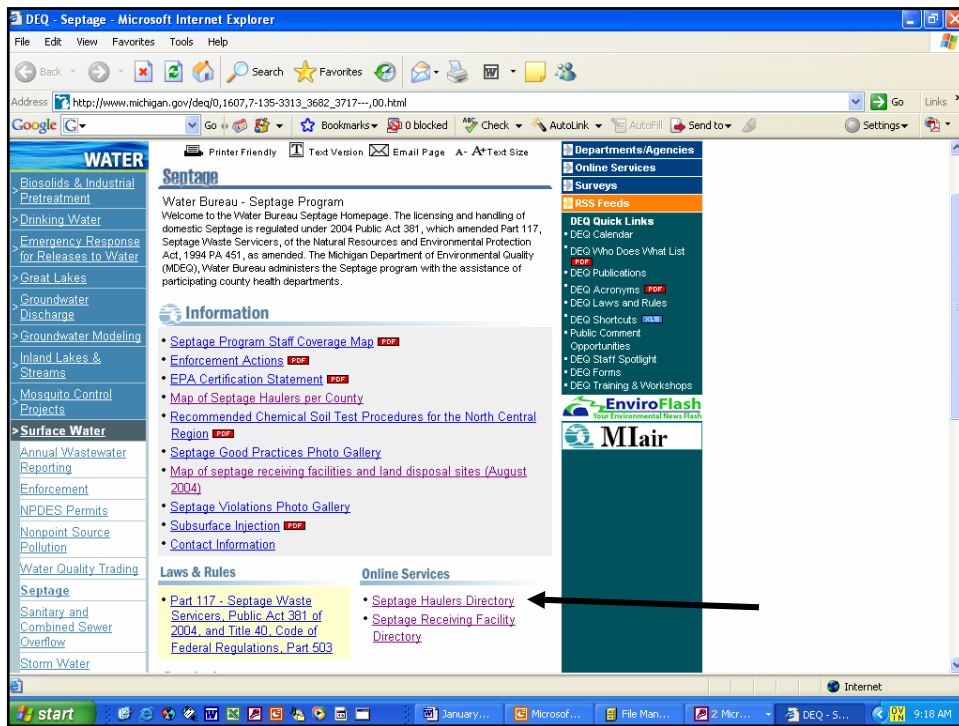 DEQ - Septage - Microsoft Internet Explorer
File Edit View Favorites Tools Help
Back Search Favorites
Address http://www.michigan.gov/deq/0,1607,7-135-3313_3682_3717---,00.html Go Links
Google G Go Bookmarks 0 blocked ABC Check AutoLink AutoFill Send to Settings
WATER
>Biosolids & Industrial
Pretreatment
>Drinking Water
>Emergency Response
for Releases to Water
>Great Lakes
>Groundwater
Discharge
>Groundwater Modeling
>Inland Lakes &
Streams
>Mosquito Control
Projects
>Surface Water
Annual Wastewater
Reporting
Enforcement
NPDES Permits
Nonpoint Source
Pollution
Water Quality Trading
Septage
Sanitary and
Combined Sewer
Overflow
Storm Water
Printer Friendly T Text Version Email Page A- A+ Text Size
Septage
Water Bureau - Septage Program
Welcome to the Water Bureau Septage Homepage. The licensing and handling of
domestic Septage is regulated under 2004 Public Act 381, which amended Part 117,
Septage Waste Servicers, of the Natural Resources and Environmental Protection
Act, 1994 PA 451, as amended. The Michigan Department of Environmental Quality
(MDEQ), Water Bureau administers the Septage program with the assistance of
participating county health departments.
Information
• Septage Program Staff Coverage Map PDF
• Enforcement Actions PDF
• EPA Certification Statement PDF
• Map of Septage Haulers per County
• Recommended Chemical Soil Test Procedures for the North Central
Region PDF
• Septage Good Practices Photo Gallery
• Map of septage receiving facilities and land disposal sites (August
2004)
• Septage Violations Photo Gallery
• Subsurface Injection PDF
• Contact Information
Laws & Rules
• Part 117 - Septage Waste
Servicers, Public Act 381 of
2004, and Title 40, Code of
Federal Regulations, Part 503
Online Services
• Septage Haulers Directory
• Septage Receiving Facility
Directory
Departments/Agencies
Online Services
Surveys
RSS Feeds
DEQ Quick Links
• DEQ Calendar
• DEQ Who Does What List
PDF
• DEQ Publications
• DEQ Acronyms PDF
• DEQ Laws and Rules
• DEQ Shortcuts XLS
• Public Comment
Opportunities
• DEQ Staff Spotlight
• DEQ Forms
• DEQ Training & Workshops
EnviroFlash
Your Environmental News Flash
MIair
Internet
start January... Microsof... File Man... 2 Micr... DEQ - S... 9:18 AM